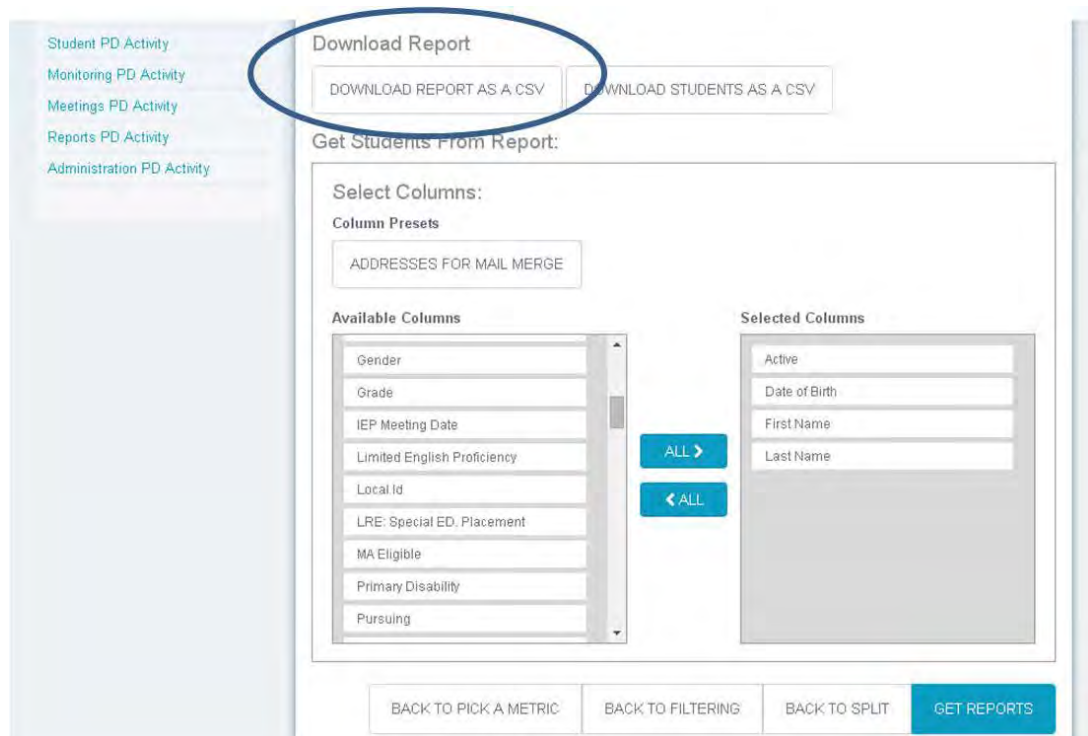 Student PD Activity
Monitoring PD Activity
Meetings PD Activity
Reports PD Activity
Administration PD Activity
Download Report
DOWNLOAD REPORT AS A CSV
DOWNLOAD STUDENTS AS A CSV
Get Students From Report:
Select Columns:
Column Presets
ADDRESSES FOR MAIL MERGE
Available Columns
Gender
Grade
IEP Meeting Date
Limited English Proficiency
Local Id
LRE: Special ED. Placement
MA Eligible
Primary Disability
Pursuing
ALL
ALL
Selected Columns
Active
Date of Birth
First Name
Last Name
BACK TO PICK A METRIC
BACK TO FILTERING
BACK TO SPLIT
GET REPORTS